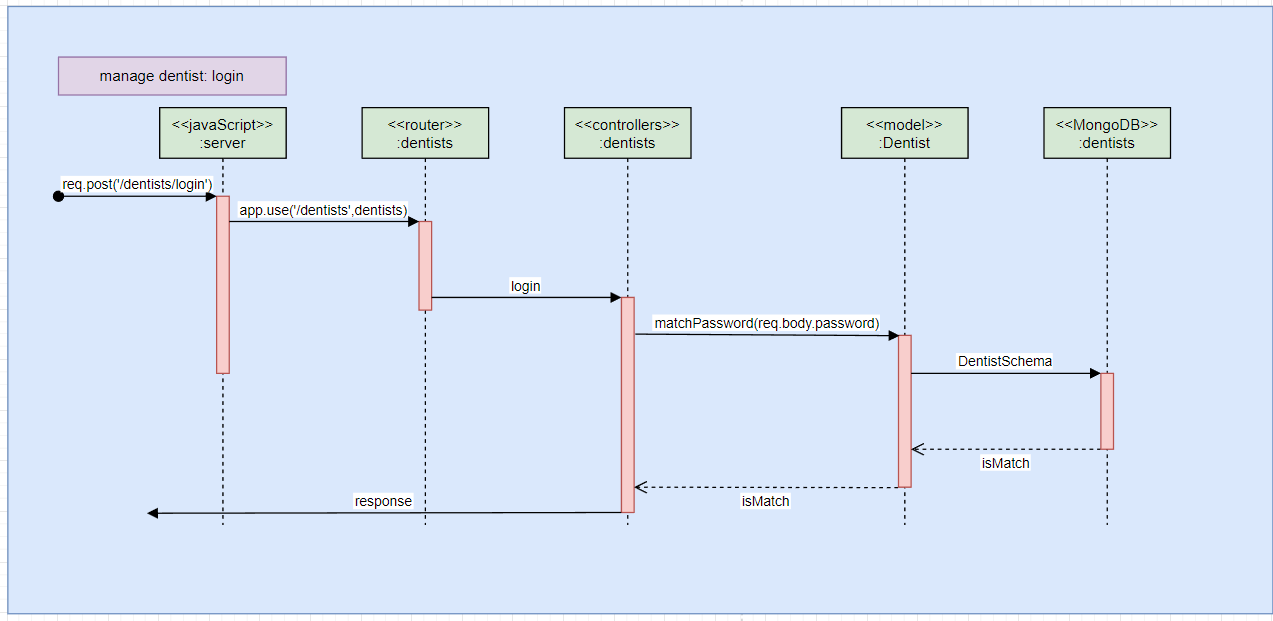 manage dentist: login
<<javaScript>>
:server
<<router>>
:dentists
<<controllers>>
:dentists
<<model>>
:Dentist
<<MongoDB>>
:dentists
req.post('/dentists/login')
app.use('/dentists',dentists)
login
matchPassword(req.body.password)
DentistSchema
isMatch
isMatch
response